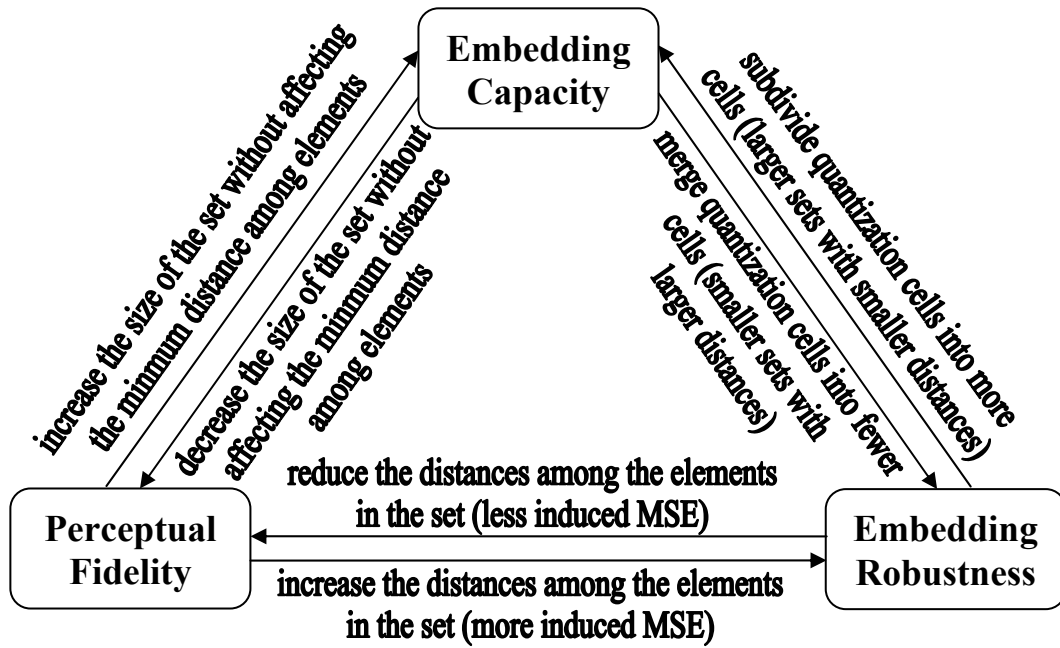 Embedding
Capacity
increase the size of the set without affecting
the minmum distance among elements
decrease the size of the set without
affecting the minmum distance
among elements
subdivide quantization cells into more
cells (larger sets with smaller distances)
merge quantization cells into fewer
cells (smaller sets with
larger distances)
reduce the distances among the elements
in the set (less induced MSE)
Perceptual
Fidelity
Embedding
Robustness
increase the distances among the elements
in the set (more induced MSE)